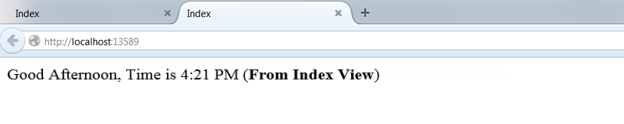 Index
Index
http://localhost:13589
Good Afternoon, Time is 4:21 PM (From Index View)